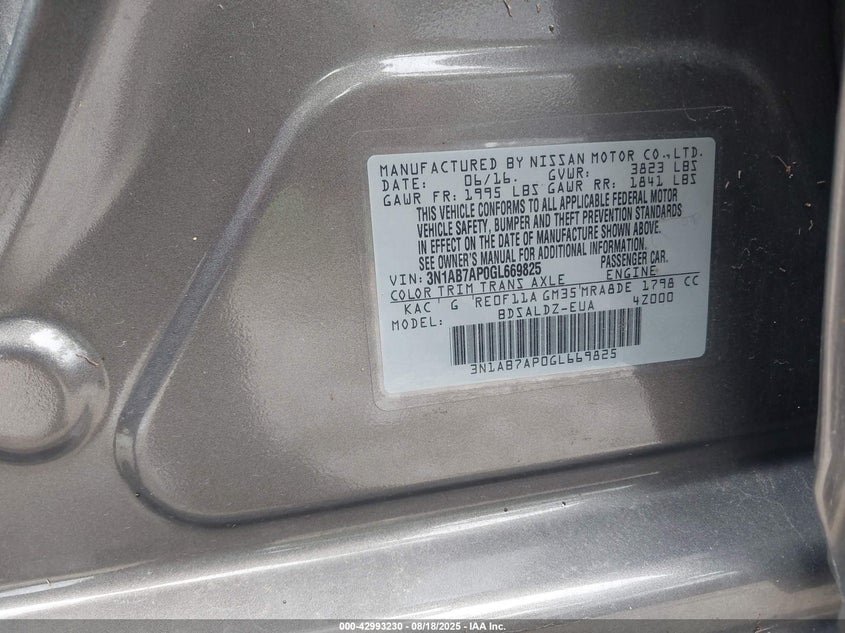 MANUFACTURED BY NISSAN MOTOR CO.,LTD.
DATE: 06/16. GVWR: 3823 LBS
GAWR FR: 1995 LBS GAWR RR: 1841 LBS
THIS VEHICLE CONFORMS TO ALL APPLICABLE FEDERAL MOTOR
VEHICLE SAFETY, BUMPER AND THEFT PREVENTION STANDARDS
IN EFFECT ON THE DATE OF MANUFACTURE SHOWN ABOVE.
SEE OWNER'S MANUAL FOR ADDITIONAL INFORMATION.
VIN: 3N1AB7AP0GL669825 PASSENGER CAR.
COLOR TRIM TRANS AXLE ENGINE
KAC G RE0F11A GM35 MRA8DE 1798 CC
MODEL: BDSALDZ-EUA 4Z000
3N1AB7AP0GL669825
000-42993230 - 08/18/2025 - IAA Inc.